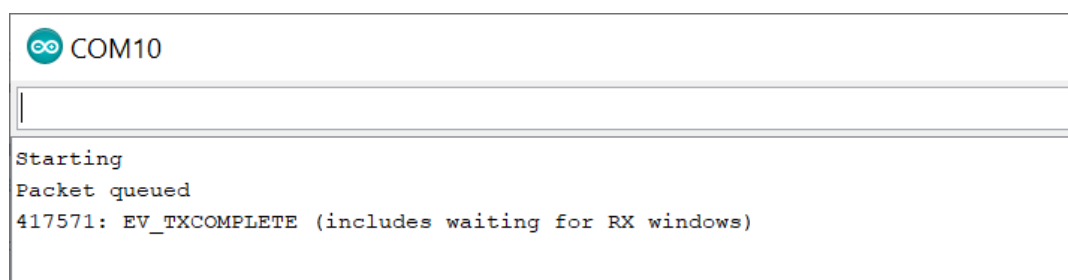 COM10
Starting
Packet queued
417571: EV_TXCOMPLETE (includes waiting for RX windows)